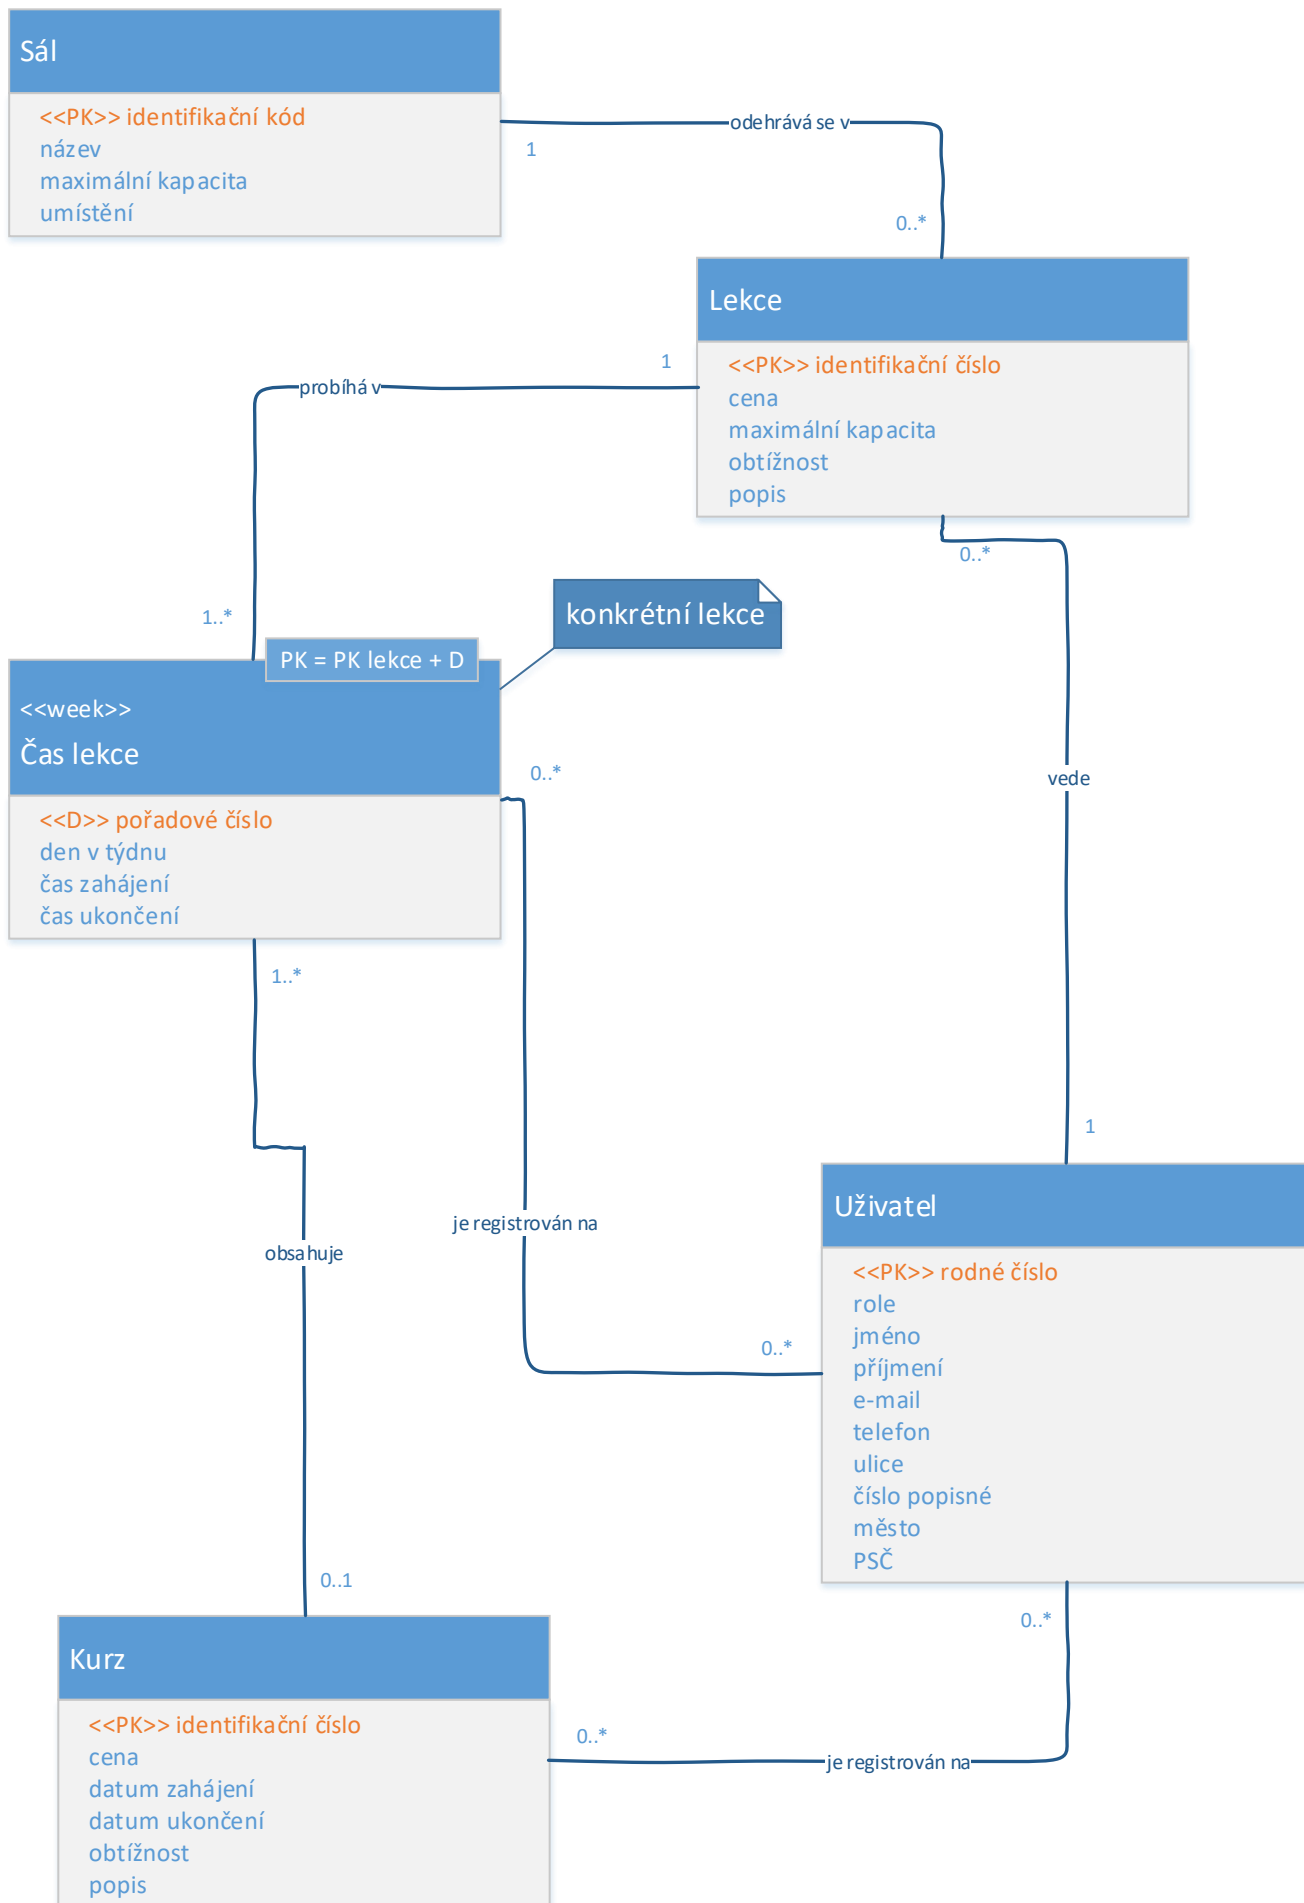 Sál
<<PK>> identifikační kód
název
maximální kapacita
umístění
1
odehrává se v
0..*
Lekce
<<PK>> identifikační číslo
cena
maximální kapacita
obtížnost
popis
1
probíhá v
1..*
0..*
konkrétní lekce
PK = PK lekce + D
<<week>>
Čas lekce
<<D>> pořadové číslo
den v týdnu
čas zahájení
čas ukončení
0..*
vede
1..*
1
je registrován na
obsahuje
0..*
Uživatel
<<PK>> rodné číslo
role
jméno
příjmení
e-mail
telefon
ulice
číslo popisné
město
PSČ
0..1
0..*
Kurz
<<PK>> identifikační číslo
cena
datum zahájení
datum ukončení
obtížnost
popis
0..*
je registrován na